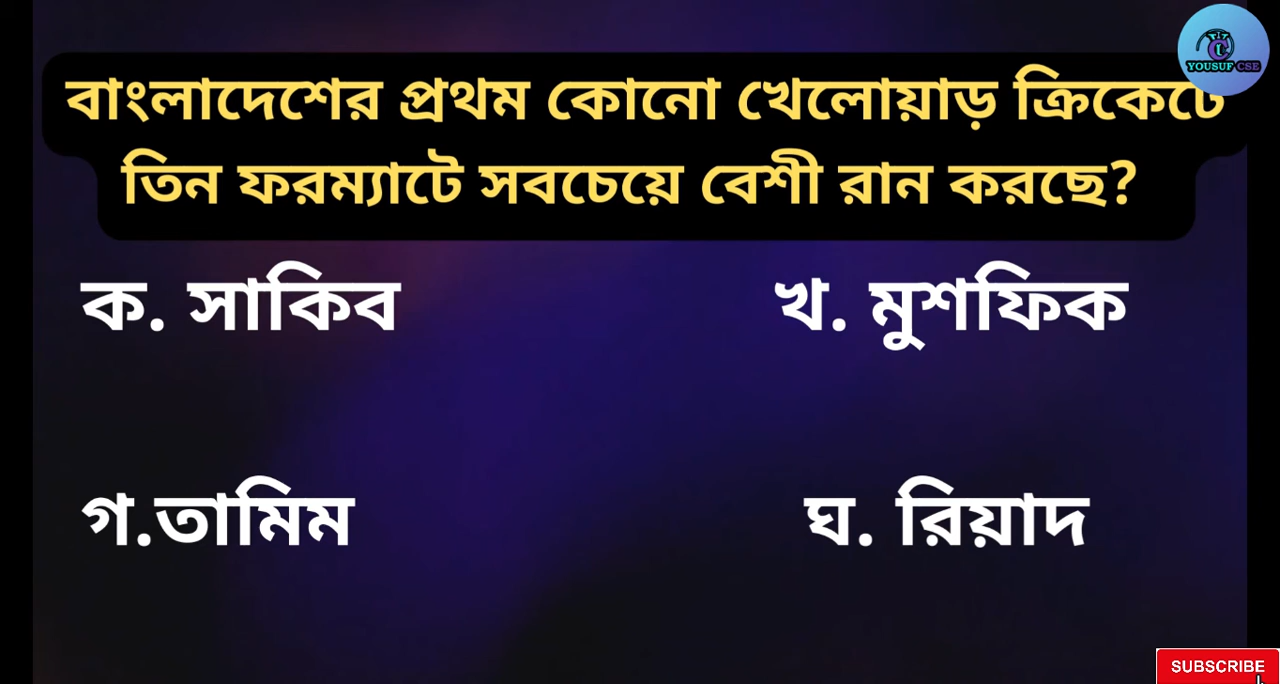 YOUSUF CSE
বাংলাদেশের প্রথম কোনো খেলোয়াড় ক্রিকেটে
তিন ফরম্যাটে সবচেয়ে বেশী রান করছে?
ক. সাকিব
খ. মুশফিক
গ.তামিম
ঘ. রিয়াদ
SUBSCRIBE